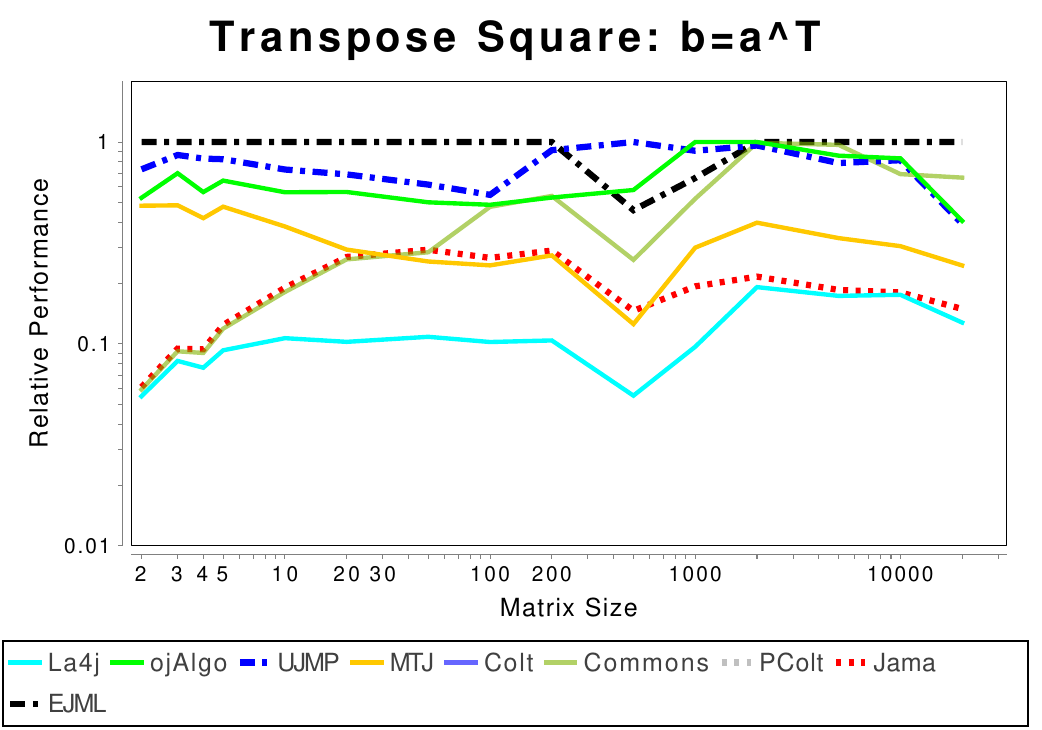 Transpose Square: b=a^T
Relative Performance
1
0.1
0.01
2 3 4 5 10 20 30 100 200 1000 10000
Matrix Size
La4j ojAlgo UJMP MTJ Colt Commons PColt Jama
EJML